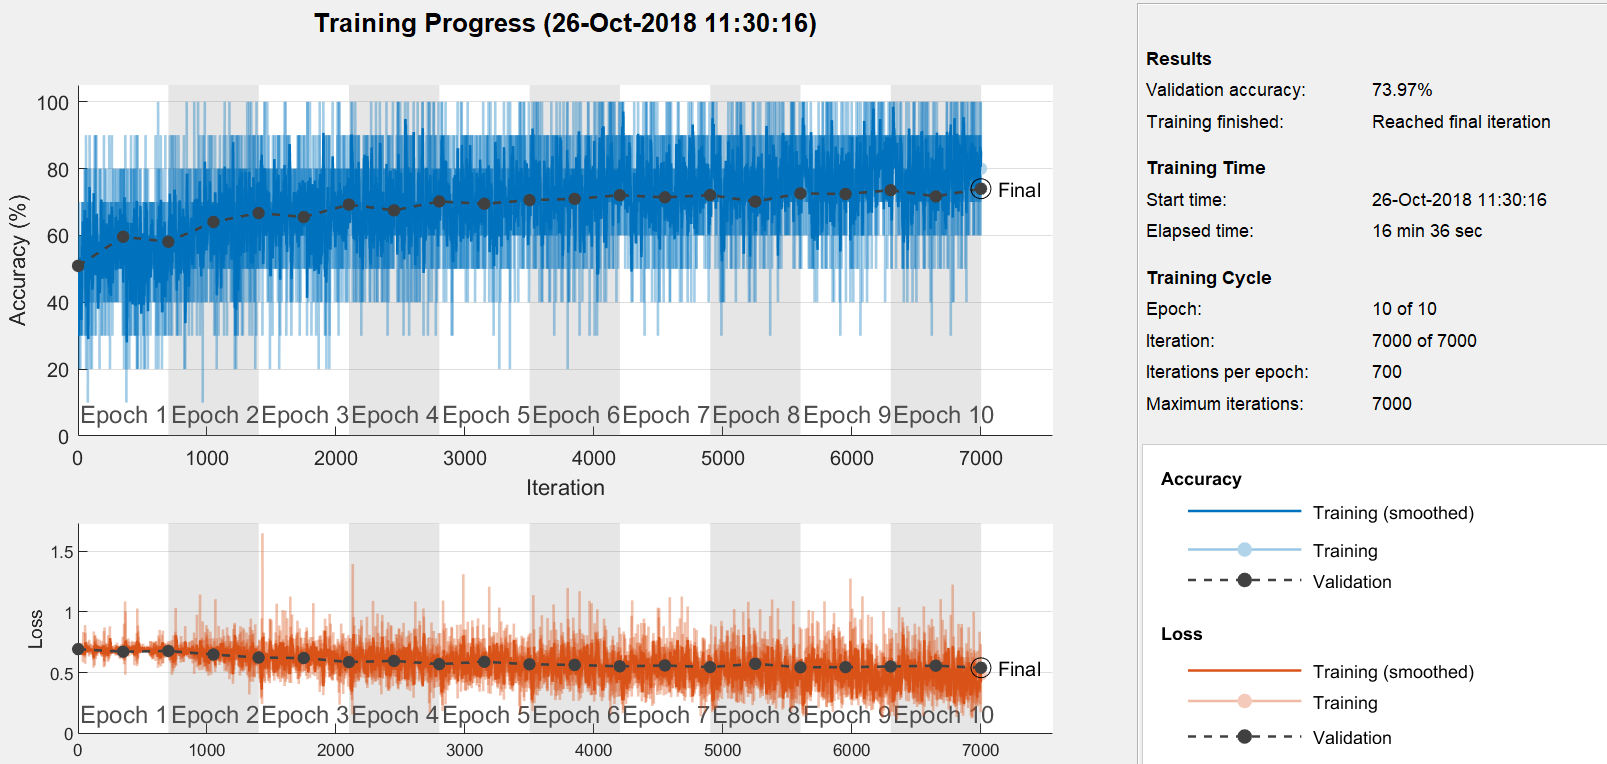 Training Progress (26-Oct-2018 11:30:16)
100
80
60
40
20
0
Accuracy (%)
Epoch 1 Epoch 2 Epoch 3 Epoch 4 Epoch 5 Epoch 6 Epoch 7 Epoch 8 Epoch 9 Epoch 10
Final
0 1000 2000 3000 4000 5000 6000 7000
Iteration
1.5
1
0.5
0
Loss
Epoch 1 Epoch 2 Epoch 3 Epoch 4 Epoch 5 Epoch 6 Epoch 7 Epoch 8 Epoch 9 Epoch 10
Final
0 1000 2000 3000 4000 5000 6000 7000
Results
Validation accuracy: 73.97%
Training finished: Reached final iteration
Training Time
Start time: 26-Oct-2018 11:30:16
Elapsed time: 16 min 36 sec
Training Cycle
Epoch: 10 of 10
Iteration: 7000 of 7000
Iterations per epoch: 700
Maximum iterations: 7000
Accuracy
Training (smoothed)
Training
Validation
Loss
Training (smoothed)
Training
Validation